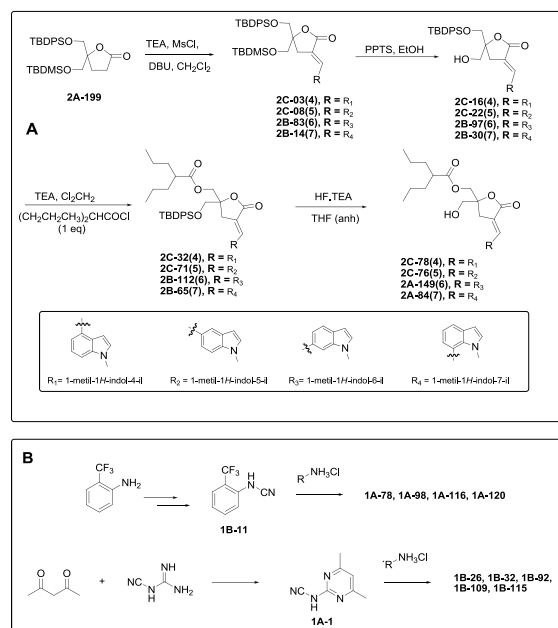 TBDPSO
TBDMSO
O
O
2A-199
TEA, MsCl,
DBU, CH2Cl2
TBDPSO
TBDMSO
O
O
R
2C-03(4), R = R1
2C-08(5), R = R2
2B-83(6), R = R3
2B-14(7), R = R4
PPTS, EtOH
TBDPSO
HO
O
O
R
2C-16(4), R = R1
2C-22(5), R = R2
2B-97(6), R = R3
2B-30(7), R = R4
A
TEA, Cl2CH2
(CH2CH2CH2)2CHCOCl
(1 eq)
O
O
TBDPSO
O
O
R
2C-32(4), R = R1
2C-71(5), R = R2
2B-112(6), R = R3
2B-65(7), R = R4
HF.TEA
THF (anh)
O
O
HO
O
O
R
2C-78(4), R = R1
2C-76(5), R = R2
2A-149(6), R = R3
2A-84(7), R = R4
N
N
N
N
R1= 1-metil-1H-indol-4-il
R2 = 1-metil-1H-indol-5-il
R3= 1-metil-1H-indol-6-il
R4 = 1-metil-1H-indol-7-il
B
CF3
NH2
CF3
H
N
CN
1B-11
R NH3Cl
1A-78, 1A-98, 1A-116, 1A-120
O O
+
NC
N
H
NH
NH2
NC
N
H
N
N
1A-1
R NH3Cl
1B-26, 1B-32, 1B-92,
1B-109, 1B-115